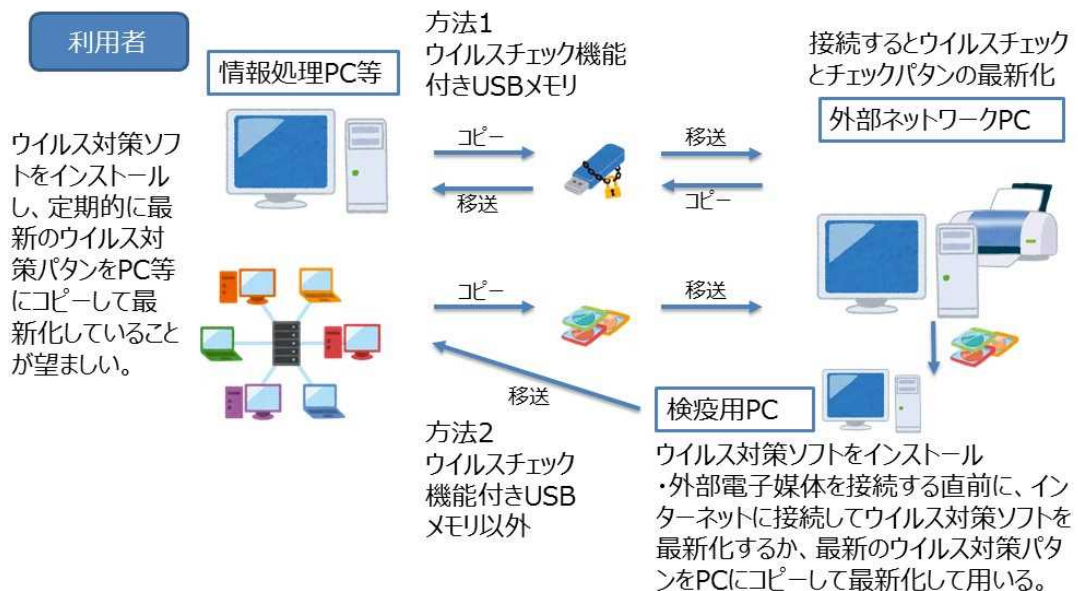 利用者
情報処理PC等
ウイルス対策ソフ
トをインストール
し、定期的に最
新のウイルス対
策パタンをPC等
にコピーして最
新化していること
が望ましい。
方法1
ウイルスチェック機能
付きUSBメモリ
コピー
移送
移送
コピー
接続するとウイルスチェック
とチェックパタンの最新化
外部ネットワークPC
コピー
移送
移送
方法2
ウイルスチェック
機能付きUSB
メモリ以外
検疫用PC
ウイルス対策ソフトをインストール
・外部電子媒体を接続する直前に、イン
ターネットに接続してウイルス対策ソフトを
最新化するか、最新のウイルス対策パタ
ンをPCにコピーして最新化して用いる。